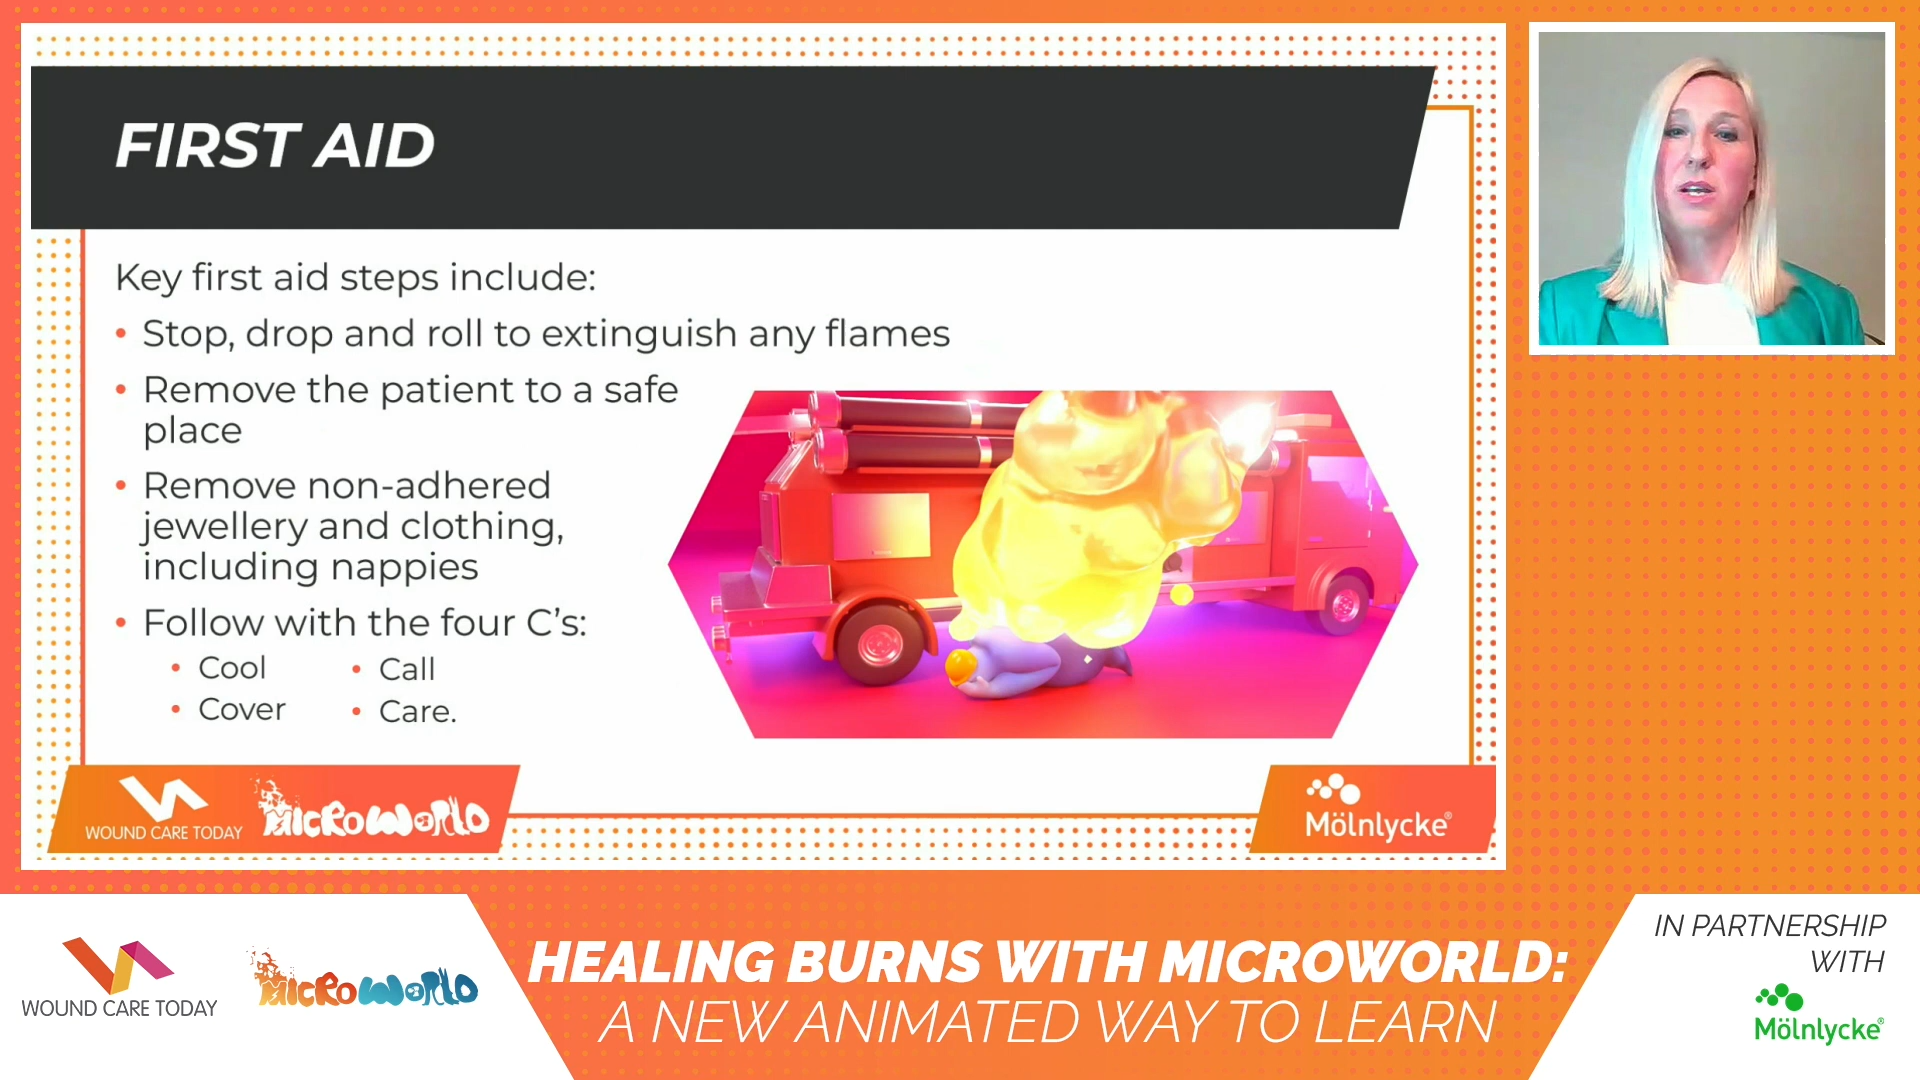 FIRST AID
Key first aid steps include:
• Stop, drop and roll to extinguish any flames
• Remove the patient to a safe
place
• Remove non-adhered
jewellery and clothing,
including nappies
• Follow with the four C's:
• Cool
• Call
• Cover
• Care.
WOUND CARE TODAY
MICROWORLD
Mölnlycke®
WOUND CARE TODAY
MICROWORLD
HEALING BURNS WITH MICROWORLD:
A NEW ANIMATED WAY TO LEARN
IN PARTNERSHIP
WITH
Mölnlycke®